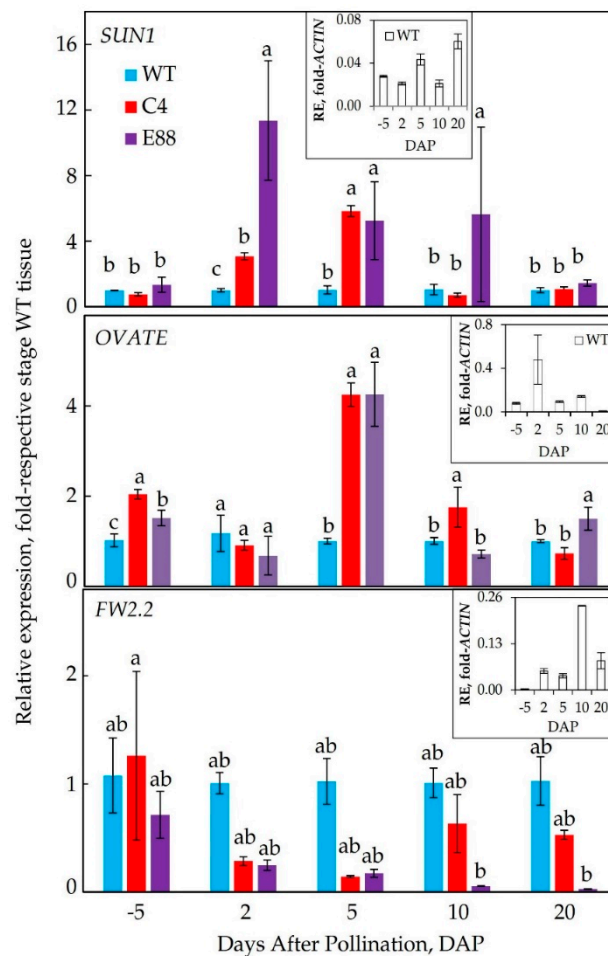 Relative expression, fold-respective stage WT tissue
SUN1
WT
C4
E88
16
12
8
4
0
b b b
c b a
b a a
b b a
b b b
RE, fold-ACTIN
0.08
0.04
0.00
WT
-5 2 5 10 20
DAP
OVATE
4
2
0
c a b
a a a
b a a
b a b
b b a
RE, fold-ACTIN
0.8
0.4
0.0
WT
-5 2 5 10 20
DAP
FW2.2
2
1
0
ab a ab
ab ab ab
ab ab ab
ab ab b
ab ab b
RE, fold-ACTIN
0.26
0.13
0.00
-5 2 5 10 20
DAP
-5 2 5 10 20
Days After Pollination, DAP